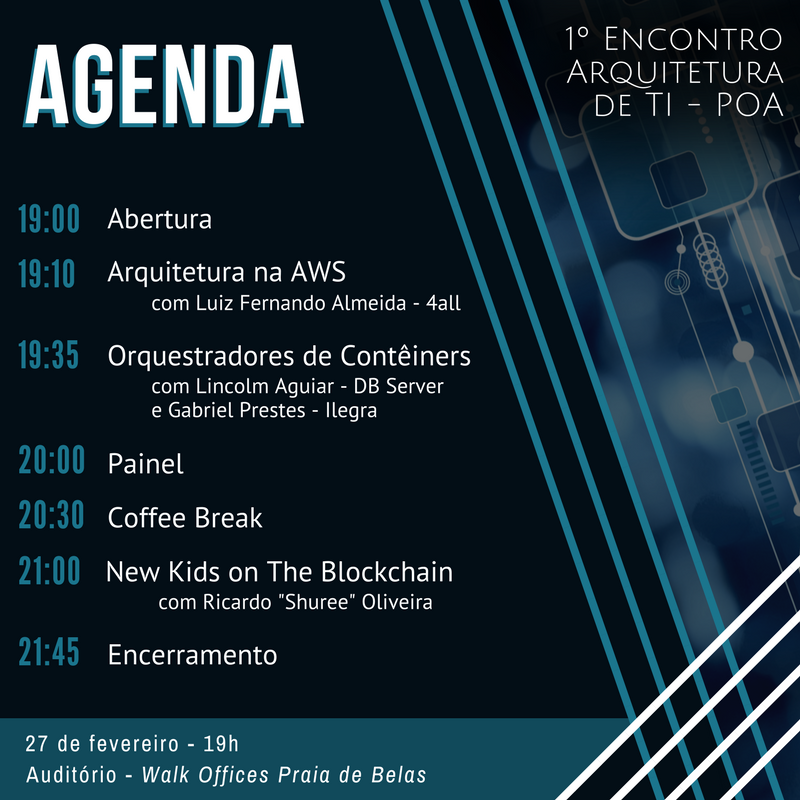 AGENDA
1º ENCONTRO
ARQUITETURA
DE TI - POA
19:00 Abertura
19:10 Arquitetura na AWS
com Luiz Fernando Almeida - 4all
19:35 Orquestradores de Contêiners
com Lincolm Aguiar - DB Server
e Gabriel Prestes - Ilegra
20:00 Painel
20:30 Coffee Break
21:00 New Kids on The Blockchain
com Ricardo "Shuree" Oliveira
21:45 Encerramento
27 de fevereiro - 19h
Auditório - Walk Offices Praia de Belas